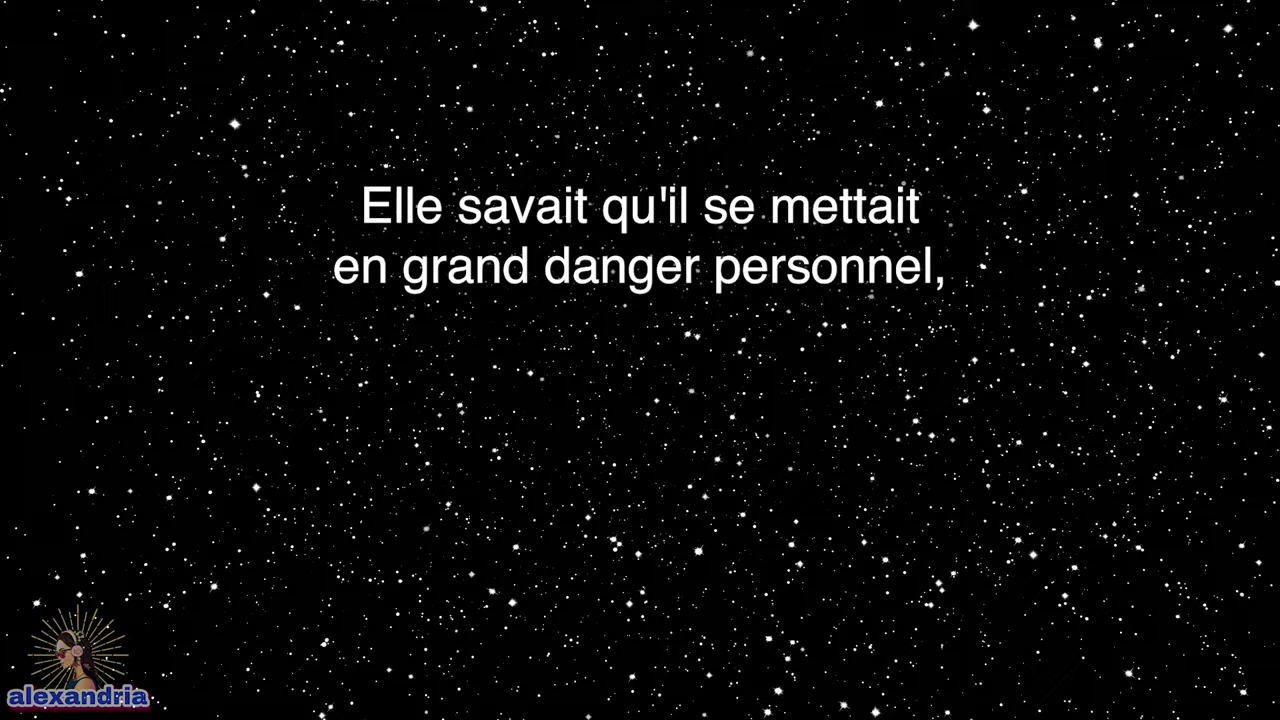 Elle savait qu'il se mettait
en grand danger personnel,
alexandria